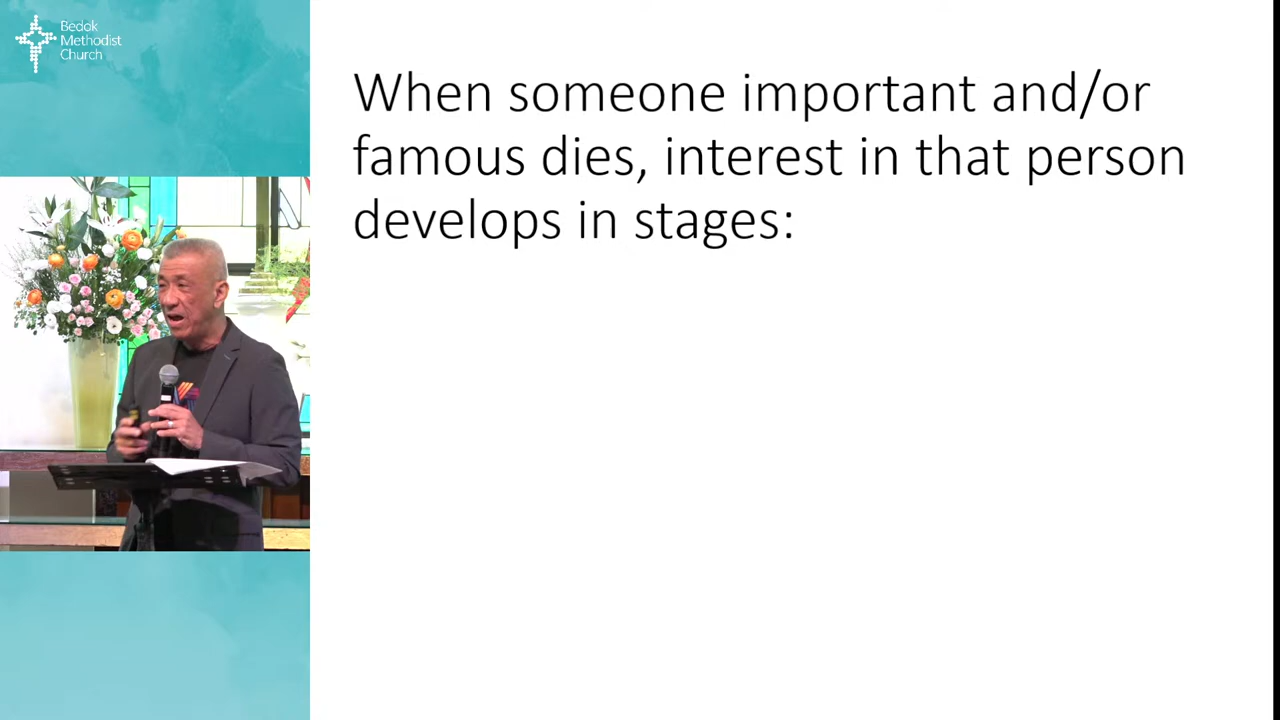 Bedok
Methodist
Church
When someone important and/or
famous dies, interest in that person
develops in stages: